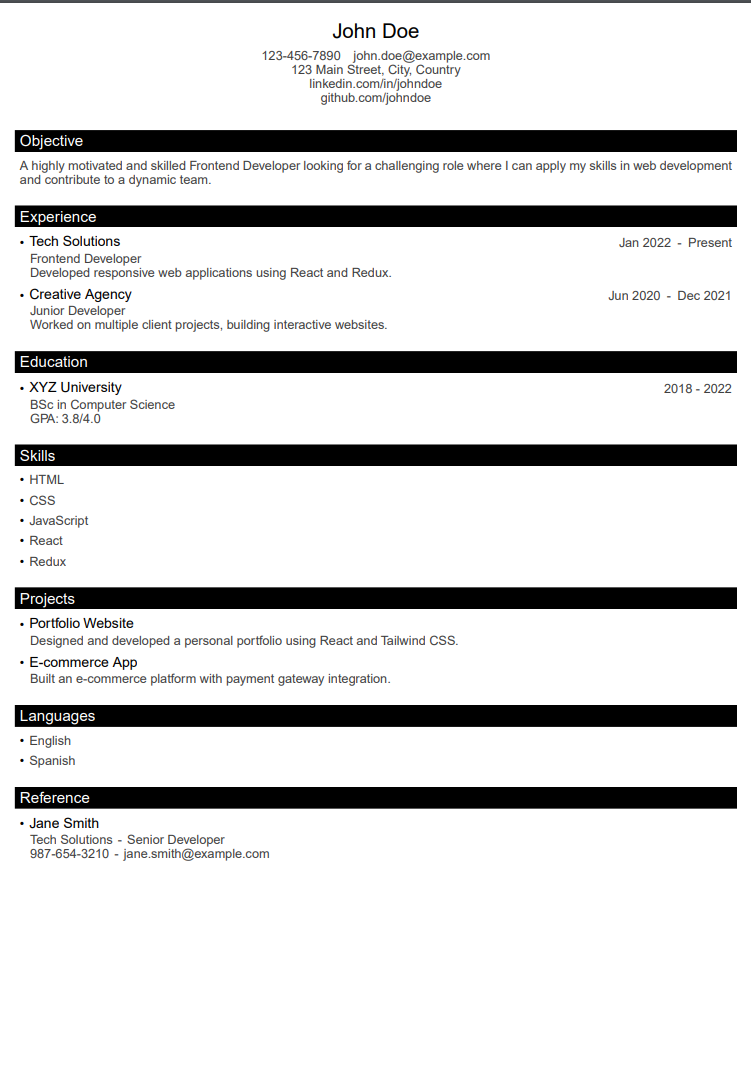 John Doe
123-456-7890 john.doe@example.com
123 Main Street, City, Country
linkedin.com/in/johndoe
github.com/johndoe
Objective
A highly motivated and skilled Frontend Developer looking for a challenging role where I can apply my skills in web development
and contribute to a dynamic team.
Experience
• Tech Solutions Jan 2022 - Present
Frontend Developer
Developed responsive web applications using React and Redux.
• Creative Agency Jun 2020 - Dec 2021
Junior Developer
Worked on multiple client projects, building interactive websites.
Education
• XYZ University 2018 - 2022
BSc in Computer Science
GPA: 3.8/4.0
Skills
• HTML
• CSS
• JavaScript
• React
• Redux
Projects
• Portfolio Website
Designed and developed a personal portfolio using React and Tailwind CSS.
• E-commerce App
Built an e-commerce platform with payment gateway integration.
Languages
• English
• Spanish
Reference
• Jane Smith
Tech Solutions - Senior Developer
987-654-3210 - jane.smith@example.com